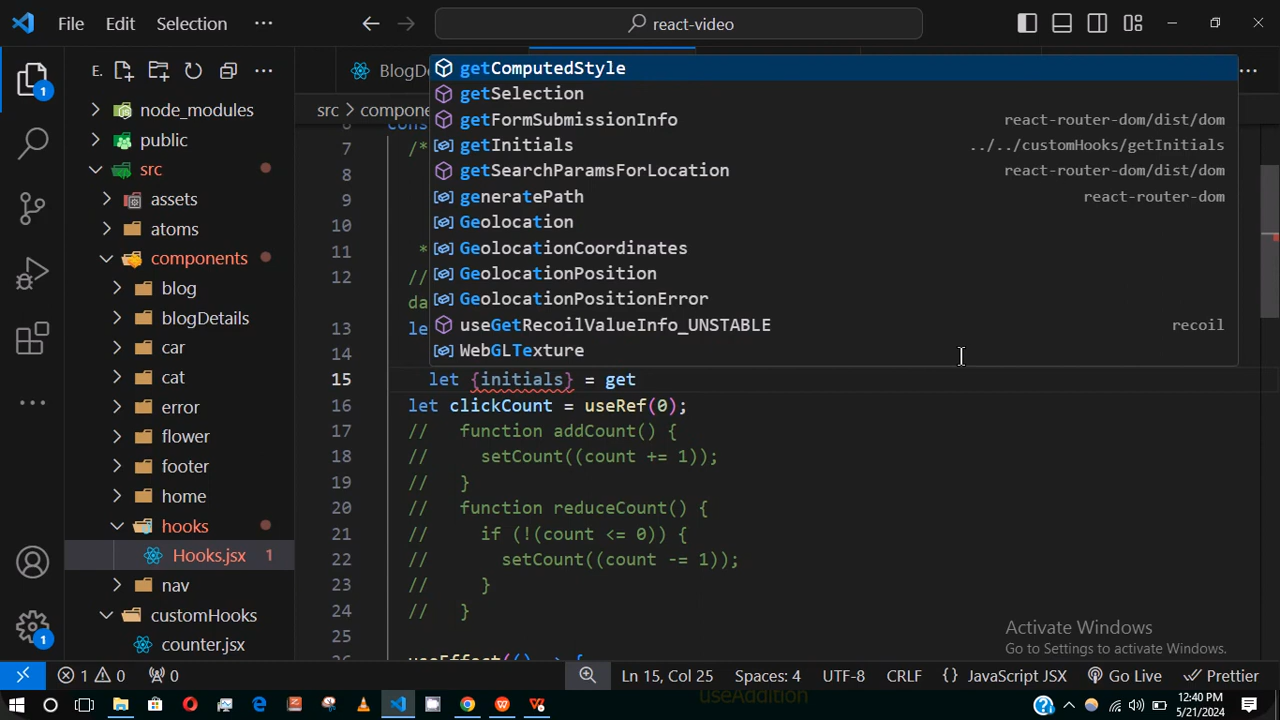 File Edit Selection ··· react-video
E.
BlogDe
node_modules
public
src
assets
atoms
components
blog
blogDetails
car
cat
error
flower
footer
home
hooks
Hooks.jsx 1
nav
customHooks
counter.jsx
src > compone
getComputedStyle
getSelection
getFormSubmissionInfo react-router-dom/dist/dom
getInitials ../../customHooks/getInitials
getSearchParamsForLocation react-router-dom/dist/dom
generatePath react-router-dom
Geolocation
GeolocationCoordinates
GeolocationPosition
GeolocationPositionError
useGetRecoilValueInfo_UNSTABLE recoil
WebGLTexture
7 /*
8
9
10
11 *
12 //
da
13 le
14
15 let {initials} = get
16 let clickCount = useRef(0);
17 // function addCount() {
18 // setCount((count += 1));
19 // }
20 // function reduceCount() {
21 // if (!(count <= 0)) {
22 // setCount((count -= 1));
23 // }
24 // }
25
useEffect(() => {
Activate Windows
Go to Settings to activate Windows.
1
1
1 0 0 Ln 15, Col 25 Spaces: 4 UTF-8 CRLF JavaScript JSX Go Live Prettier
useAddition
12:40 PM
5/21/2024